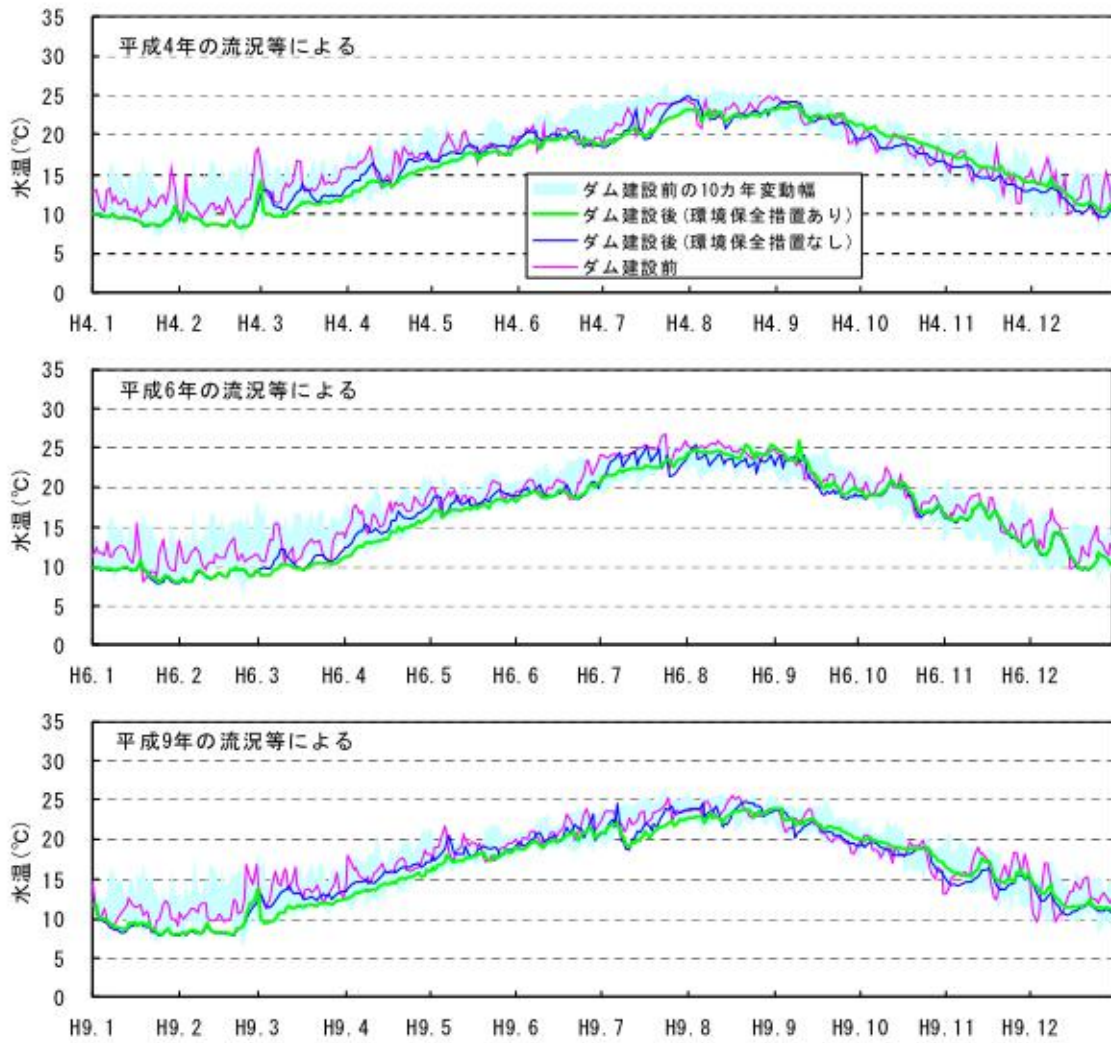 平成4年の流況等による
35
30
25
20
15
10
5
0
水温(℃)
ダム建設前の10カ年変動幅
ダム建設後(環境保全措置あり)
ダム建設後(環境保全措置なし)
ダム建設前
H4.1 H4.2 H4.3 H4.4 H4.5 H4.6 H4.7 H4.8 H4.9 H4.10 H4.11 H4.12
平成6年の流況等による
35
30
25
20
15
10
5
0
水温(℃)
H6.1 H6.2 H6.3 H6.4 H6.5 H6.6 H6.7 H6.8 H6.9 H6.10 H6.11 H6.12
平成9年の流況等による
35
30
25
20
15
10
5
0
水温(℃)
H9.1 H9.2 H9.3 H9.4 H9.5 H9.6 H9.7 H9.8 H9.9 H9.10 H9.11 H9.12